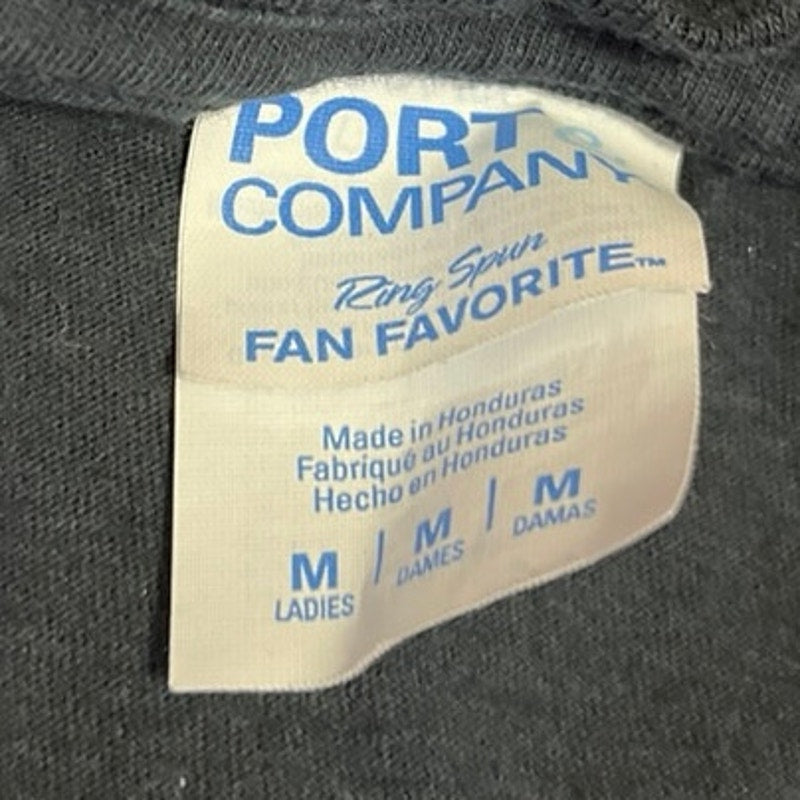 PORT &
COMPANY
Ring Spun
FAN FAVORITE™
Made in Honduras
Fabriqué au Honduras
Hecho en Honduras
M | M | M
LADIES DAMES DAMAS